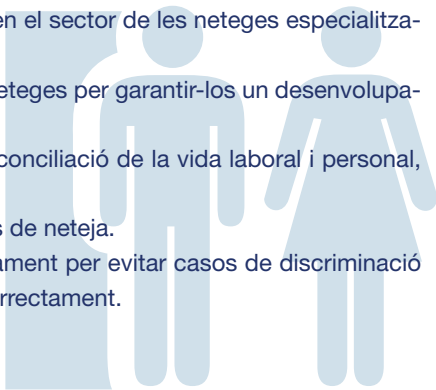 en el sector de les neteges especialitza-
eteges per garantir-los un desenvolupa-
conciliació de la vida laboral i personal,
s de neteja.
ament per evitar casos de discriminació
rrectament.